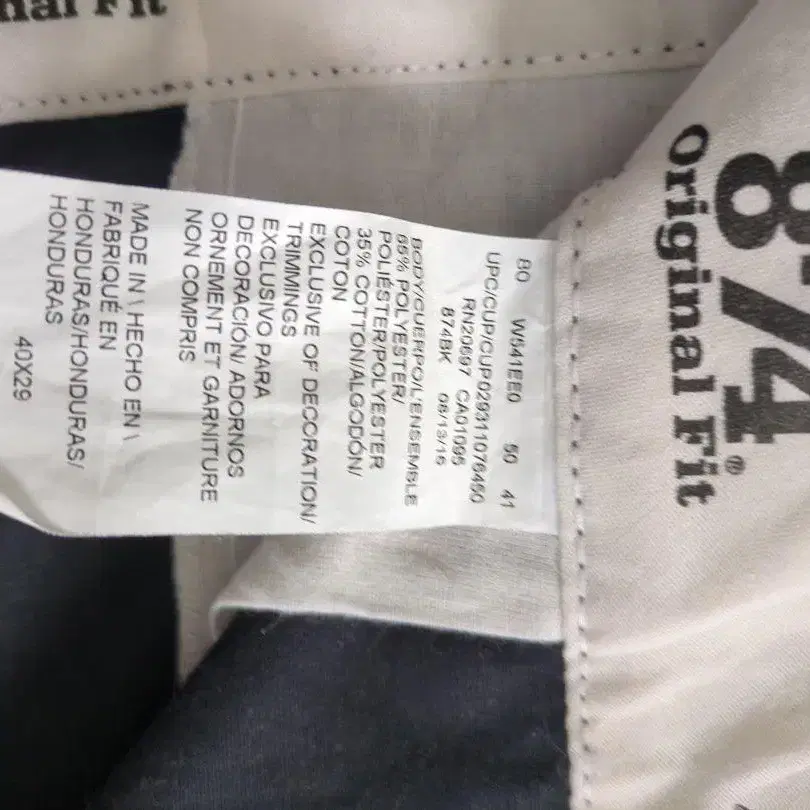 nal Fit
874®
Original Fit
80 W541EE0 50 41
UPC/CUP/CUP029311076450
RN20697 CA01095
874BK 08/13/16
BODY/CUERPO/L'ENSEMBLE
65% POLYESTER/
POLIÉSTER/POLYESTER
35% COTTON/ALGODÓN/
COTON
EXCLUSIVE OF DECORATION/
TRIMMINGS
EXCLUSIVO PARA
DECORACIÓN/ ADORNOS
ORNEMENT ET GARNITURE
NON COMPRIS
MADE IN \ HECHO EN \
FABRIQUÉ EN
HONDURAS/HONDURAS/
HONDURAS
40X29